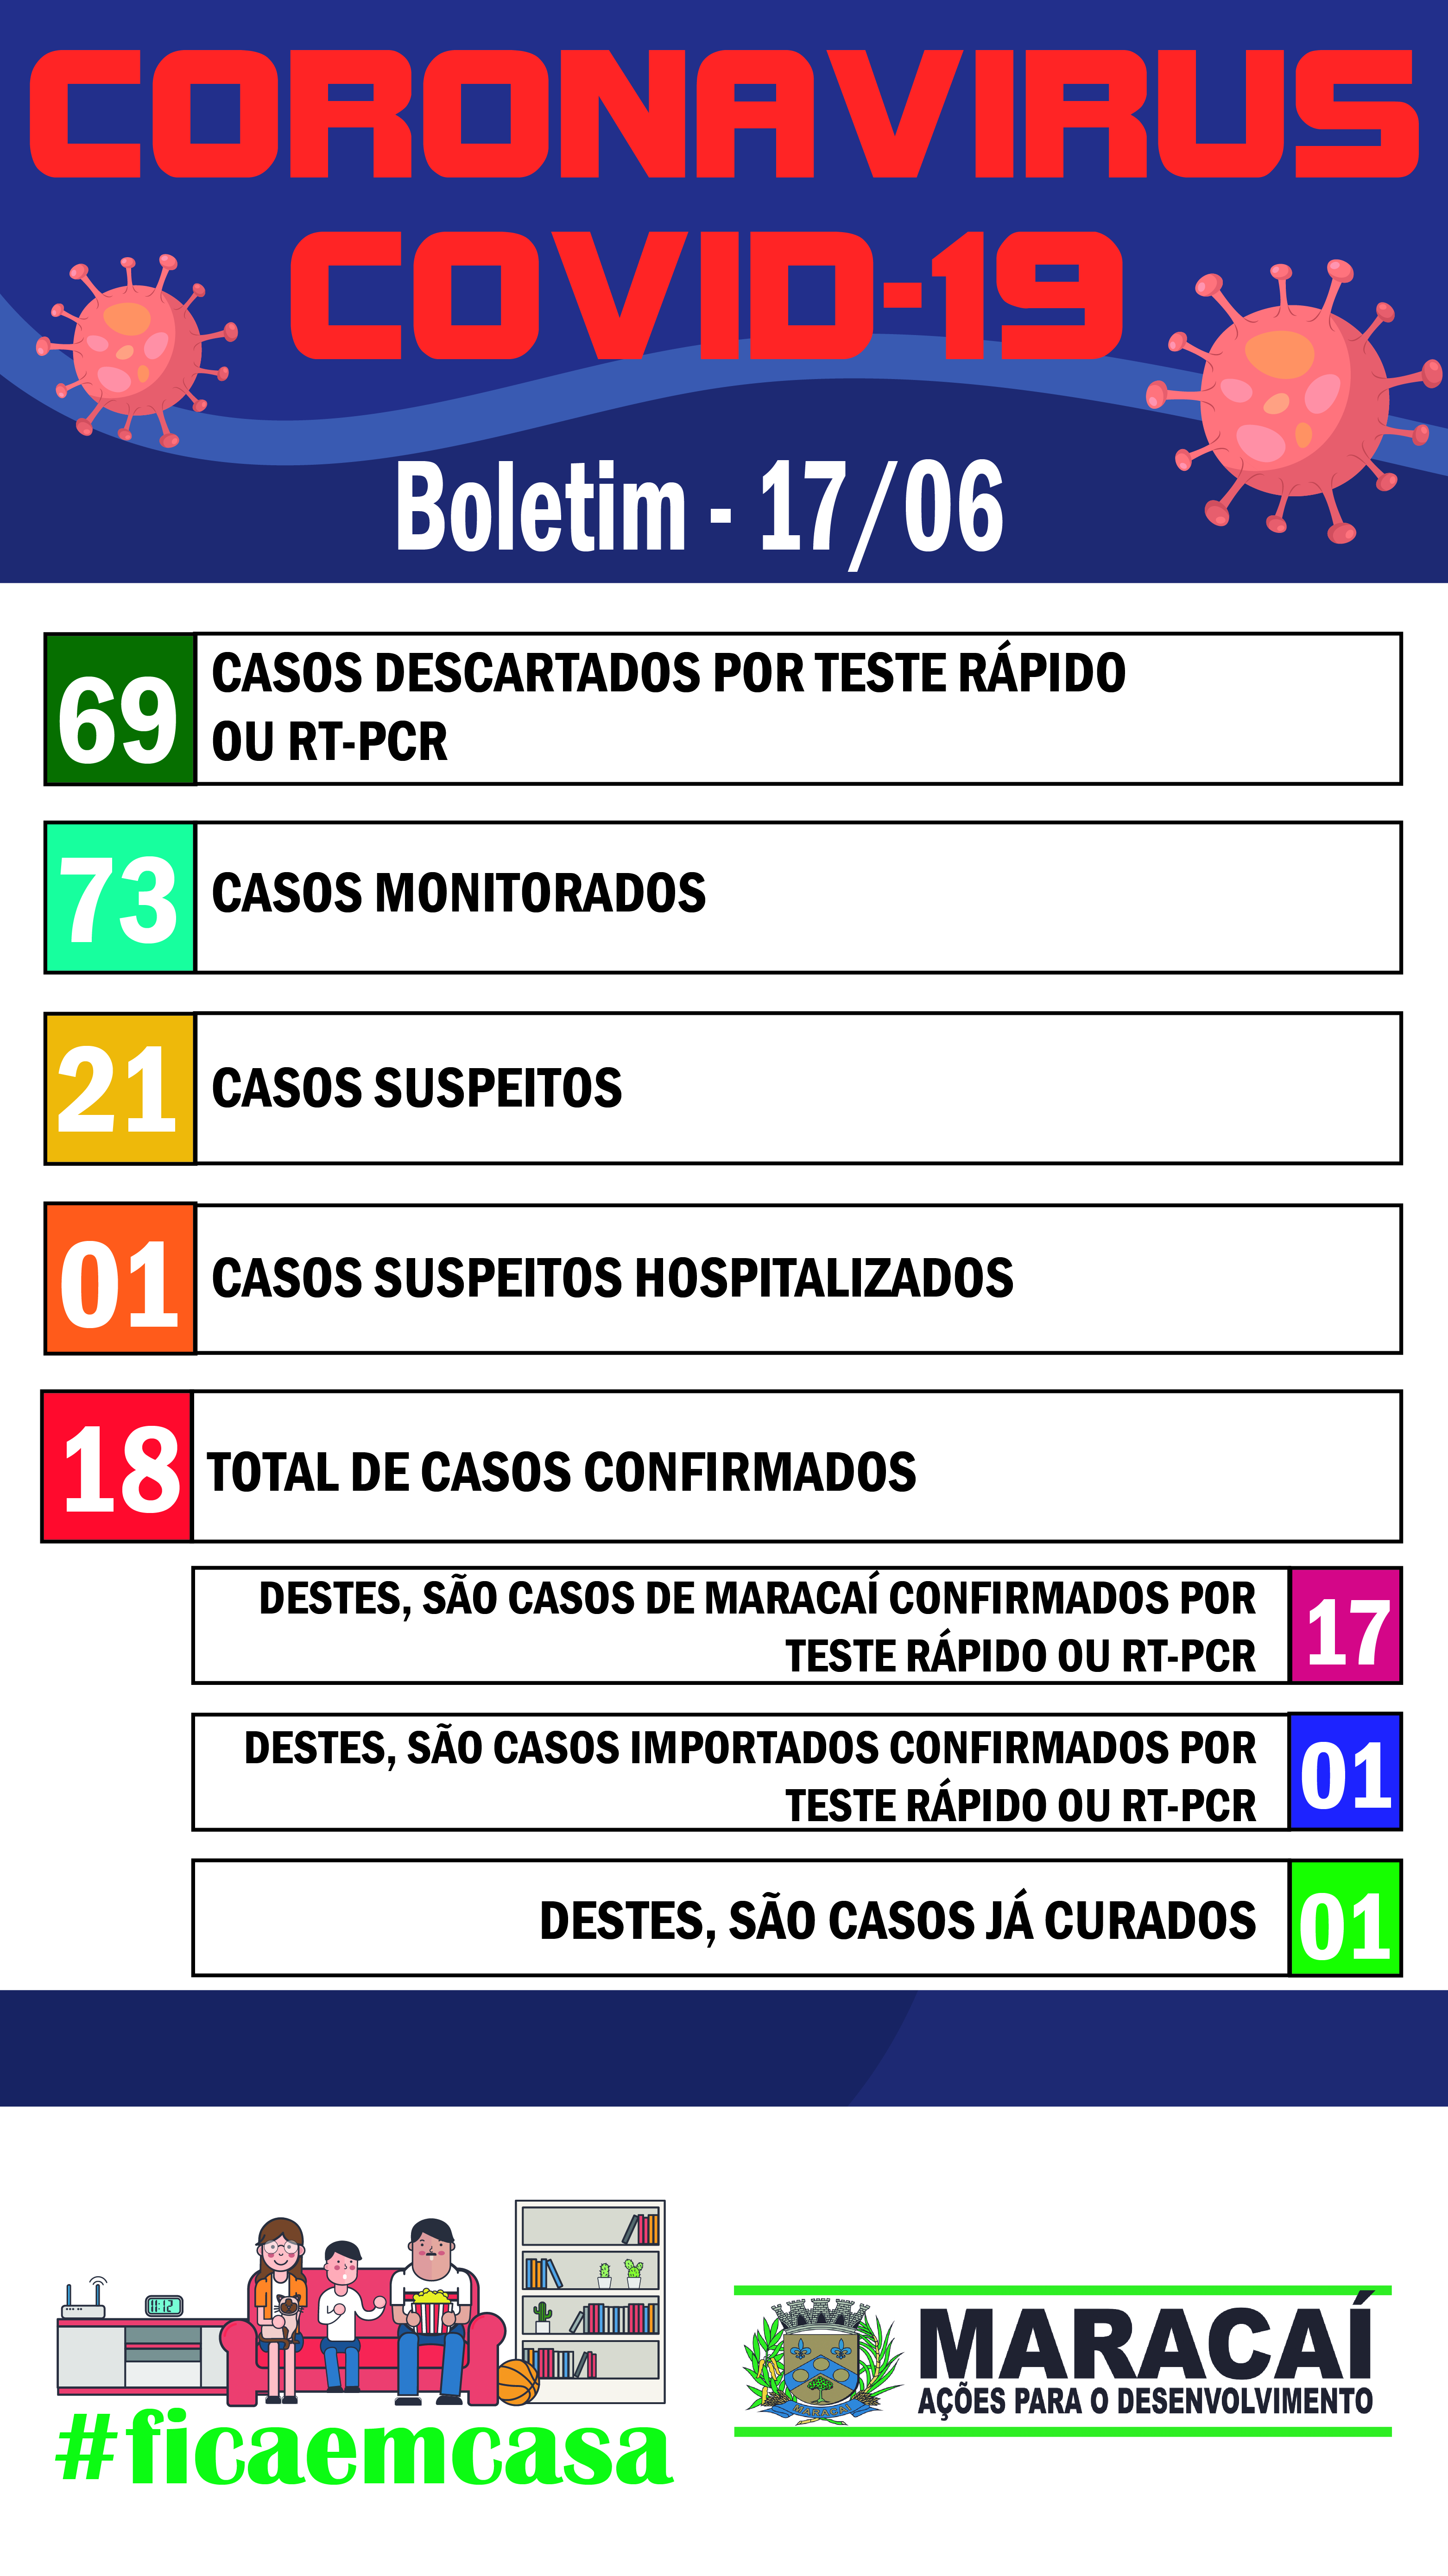 CORONAVIRUS
COVID-19
Boletim - 17/06
69
CASOS DESCARTADOS POR TESTE RÁPIDO
OU RT-PCR
73
CASOS MONITORADOS
21
CASOS SUSPEITOS
01
CASOS SUSPEITOS HOSPITALIZADOS
18
TOTAL DE CASOS CONFIRMADOS
DESTES, SÃO CASOS DE MARACAÍ CONFIRMADOS POR
TESTE RÁPIDO OU RT-PCR
17
DESTES, SÃO CASOS IMPORTADOS CONFIRMADOS POR
TESTE RÁPIDO OU RT-PCR
01
DESTES, SÃO CASOS JÁ CURADOS
01
11:12
#ficaemcasa
MARACAÍ
MARACAÍ
AÇÕES PARA O DESENVOLVIMENTO